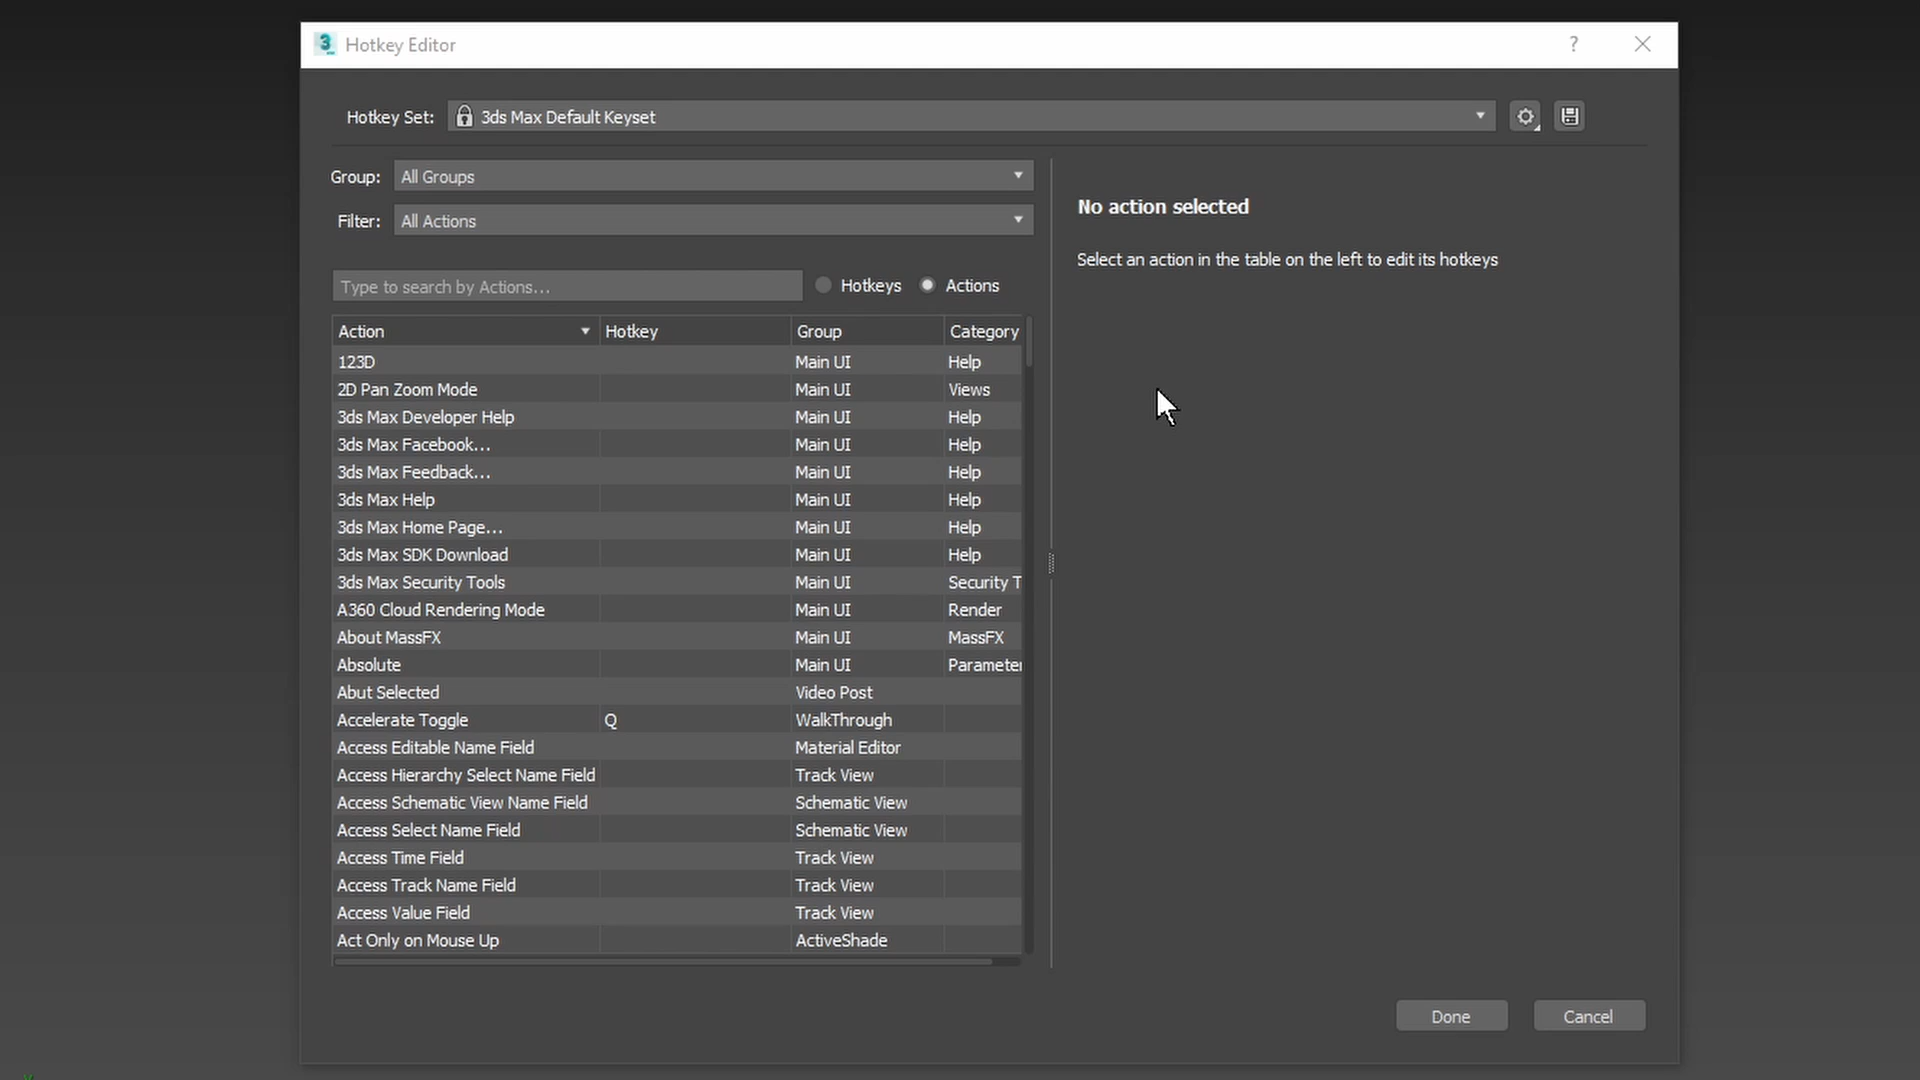 3 Hotkey Editor ?
Hotkey Set: 3ds Max Default Keyset
Group: All Groups
Filter: All Actions
No action selected
Select an action in the table on the left to edit its hotkeys
Type to search by Actions... Hotkeys Actions
Action Hotkey Group Category
123D Main UI Help
2D Pan Zoom Mode Main UI Views
3ds Max Developer Help Main UI Help
3ds Max Facebook... Main UI Help
3ds Max Feedback... Main UI Help
3ds Max Help Main UI Help
3ds Max Home Page... Main UI Help
3ds Max SDK Download Main UI Help
3ds Max Security Tools Main UI Security T
A360 Cloud Rendering Mode Main UI Render
About MassFX Main UI MassFX
Absolute Main UI Parameter
Abut Selected Video Post
Accelerate Toggle Q WalkThrough
Access Editable Name Field Material Editor
Access Hierarchy Select Name Field Track View
Access Schematic View Name Field Schematic View
Access Select Name Field Schematic View
Access Time Field Track View
Access Track Name Field Track View
Access Value Field Track View
Act Only on Mouse Up ActiveShade
Done Cancel